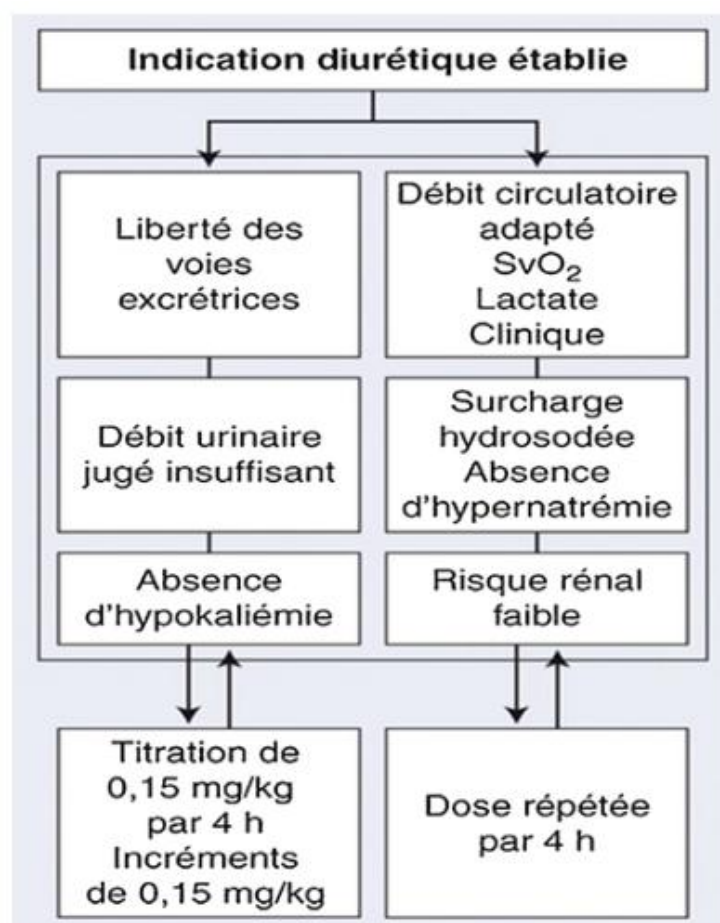 Indication diurétique établie
Liberté des
voies
excrétrices
Débit circulatoire
adapté
SvO₂
Lactate
Clinique
Débit urinaire
jugé insuffisant
Surcharge
hydrosodée
Absence
d'hypernatrémie
Absence
d'hypokaliémie
Risque rénal
faible
Titration de
0,15 mg/kg
par 4 h
Incréments
de 0,15 mg/kg
Dose répétée
par 4 h